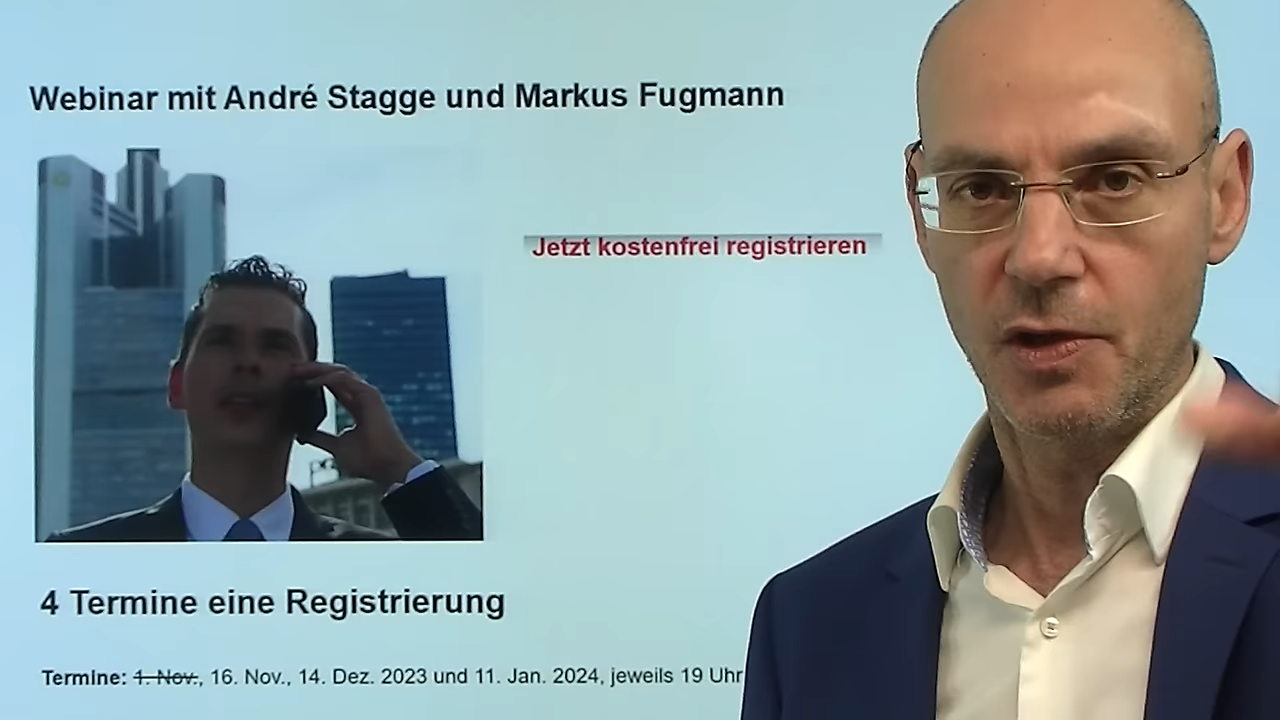 Webinar mit André Stagge und Markus Fugmann
Jetzt kostenfrei registrieren
4 Termine eine Registrierung
Termine: 1. Nov., 16. Nov., 14. Dez. 2023 und 11. Jan. 2024, jeweils 19 Uhr